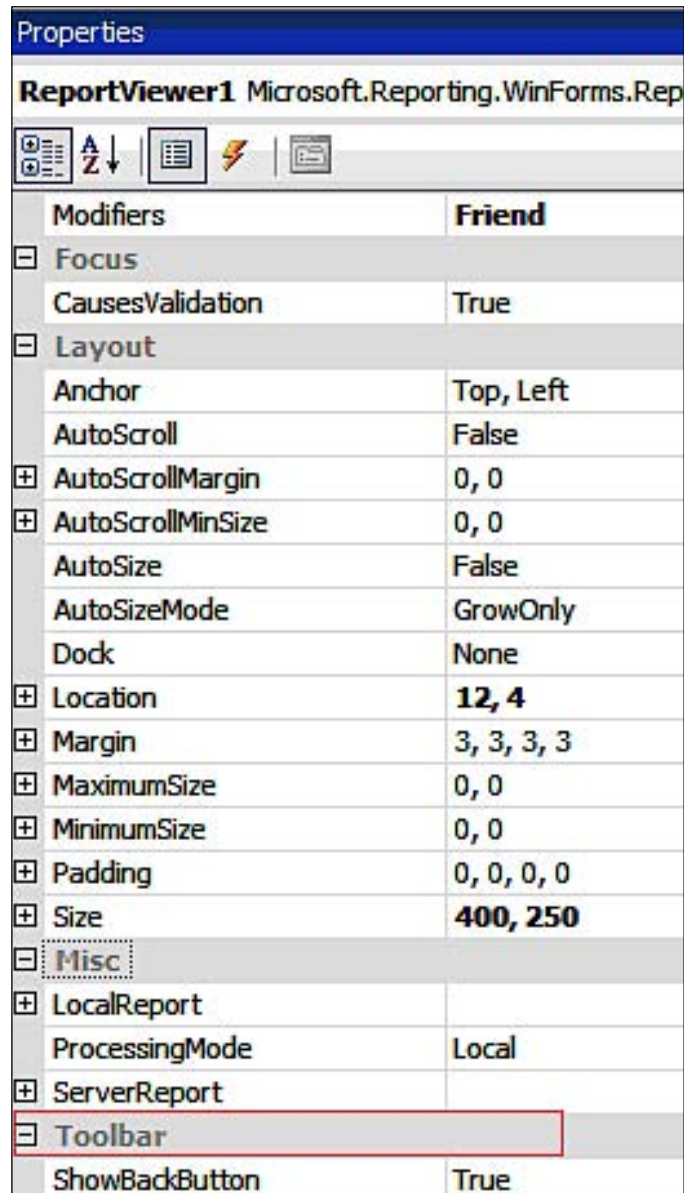 Properties
ReportViewer1 Microsoft.Reporting.WinForms.Rep
A
Z
Modifiers Friend
Focus
CausesValidation True
Layout
Anchor Top, Left
AutoScroll False
AutoScrollMargin 0, 0
AutoScrollMinSize 0, 0
AutoSize False
AutoSizeMode GrowOnly
Dock None
Location 12, 4
Margin 3, 3, 3, 3
MaximumSize 0, 0
MinimumSize 0, 0
Padding 0, 0, 0, 0
Size 400, 250
Misc
LocalReport
ProcessingMode Local
ServerReport
Toolbar
ShowBackButton True